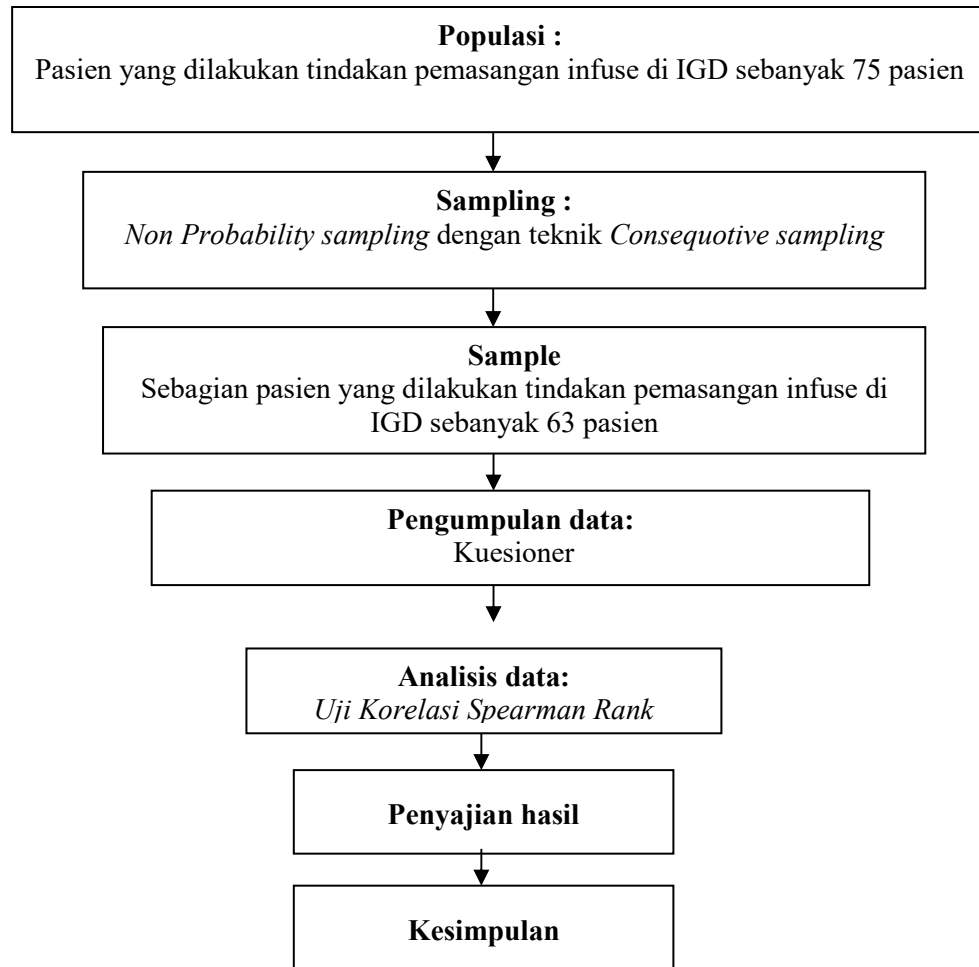 Populasi :
Pasien yang dilakukan tindakan pemasangan infuse di IGD sebanyak 75 pasien
Sampling :
Non Probability sampling dengan teknik Consequotive sampling
Sample
Sebagian pasien yang dilakukan tindakan pemasangan infuse di
IGD sebanyak 63 pasien
Pengumpulan data:
Kuesioner
Analisis data:
Uji Korelasi Spearman Rank
Penyajian hasil
Kesimpulan